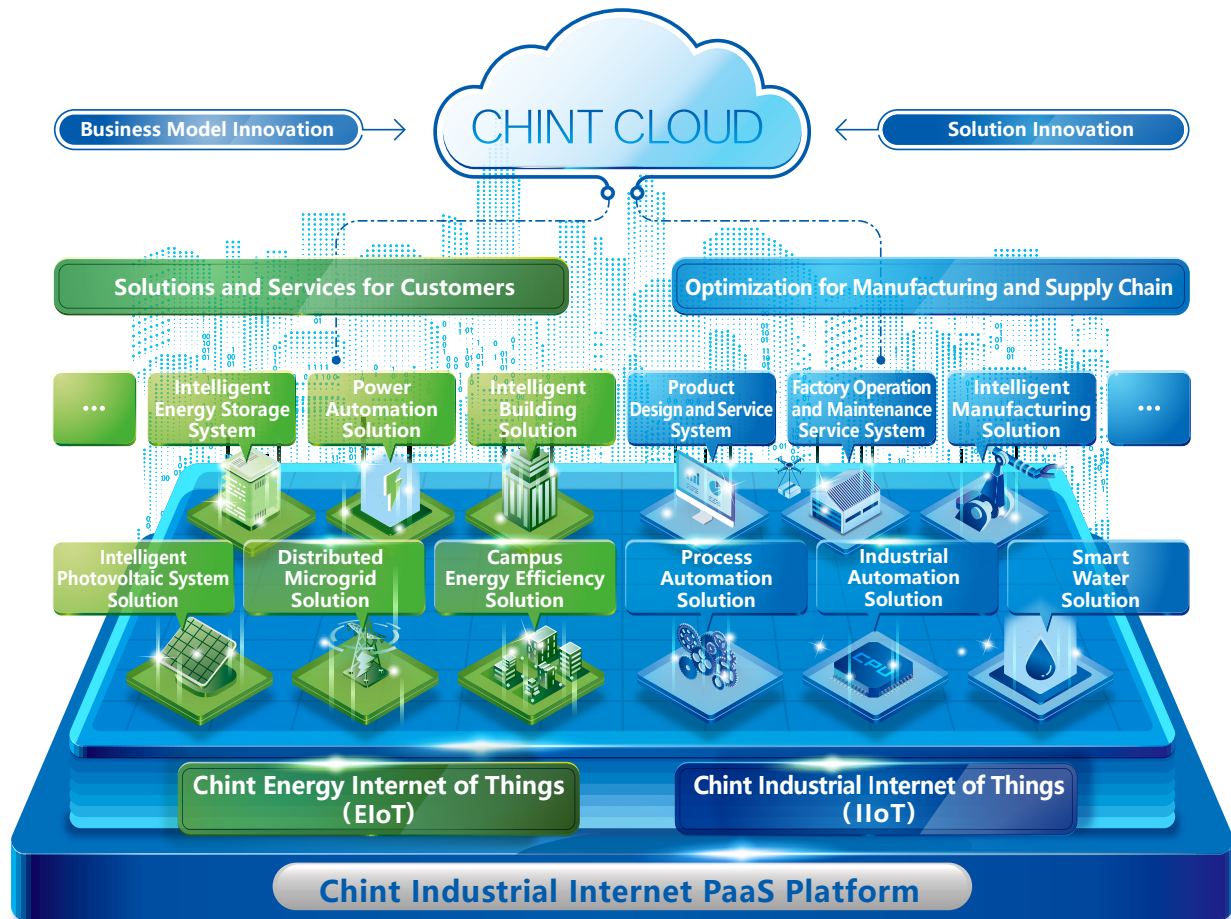 CHINT CLOUD
Business Model Innovation
Solution Innovation
Solutions and Services for Customers
Optimization for Manufacturing and Supply Chain
...
Intelligent
Energy Storage
System
Power
Automation
Solution
Intelligent
Building
Solution
Product
Design and Service
System
Factory Operation
and Maintenance
Service System
Intelligent
Manufacturing
Solution
...
Intelligent
Photovoltaic System
Solution
Distributed
Microgrid
Solution
Campus
Energy Efficiency
Solution
Process
Automation
Solution
Industrial
Automation
Solution
Smart
Water
Solution
CPU
Chint Energy Internet of Things
(EIoT)
Chint Industrial Internet of Things
(IIoT)
Chint Industrial Internet PaaS Platform